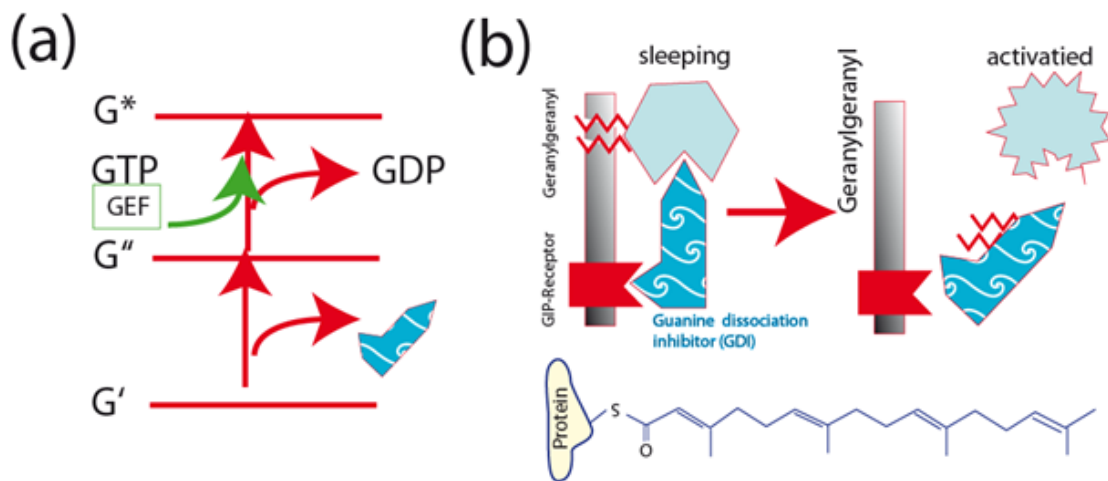 (a)
G*
GTP
GEF
GDP
G“
G‘
(b)
sleeping
Geranylgeranyl
GIP-Receptor
Guanine dissociation
inhibitor (GDI)
activatied
Geranylgeranyl
Protein
S
O